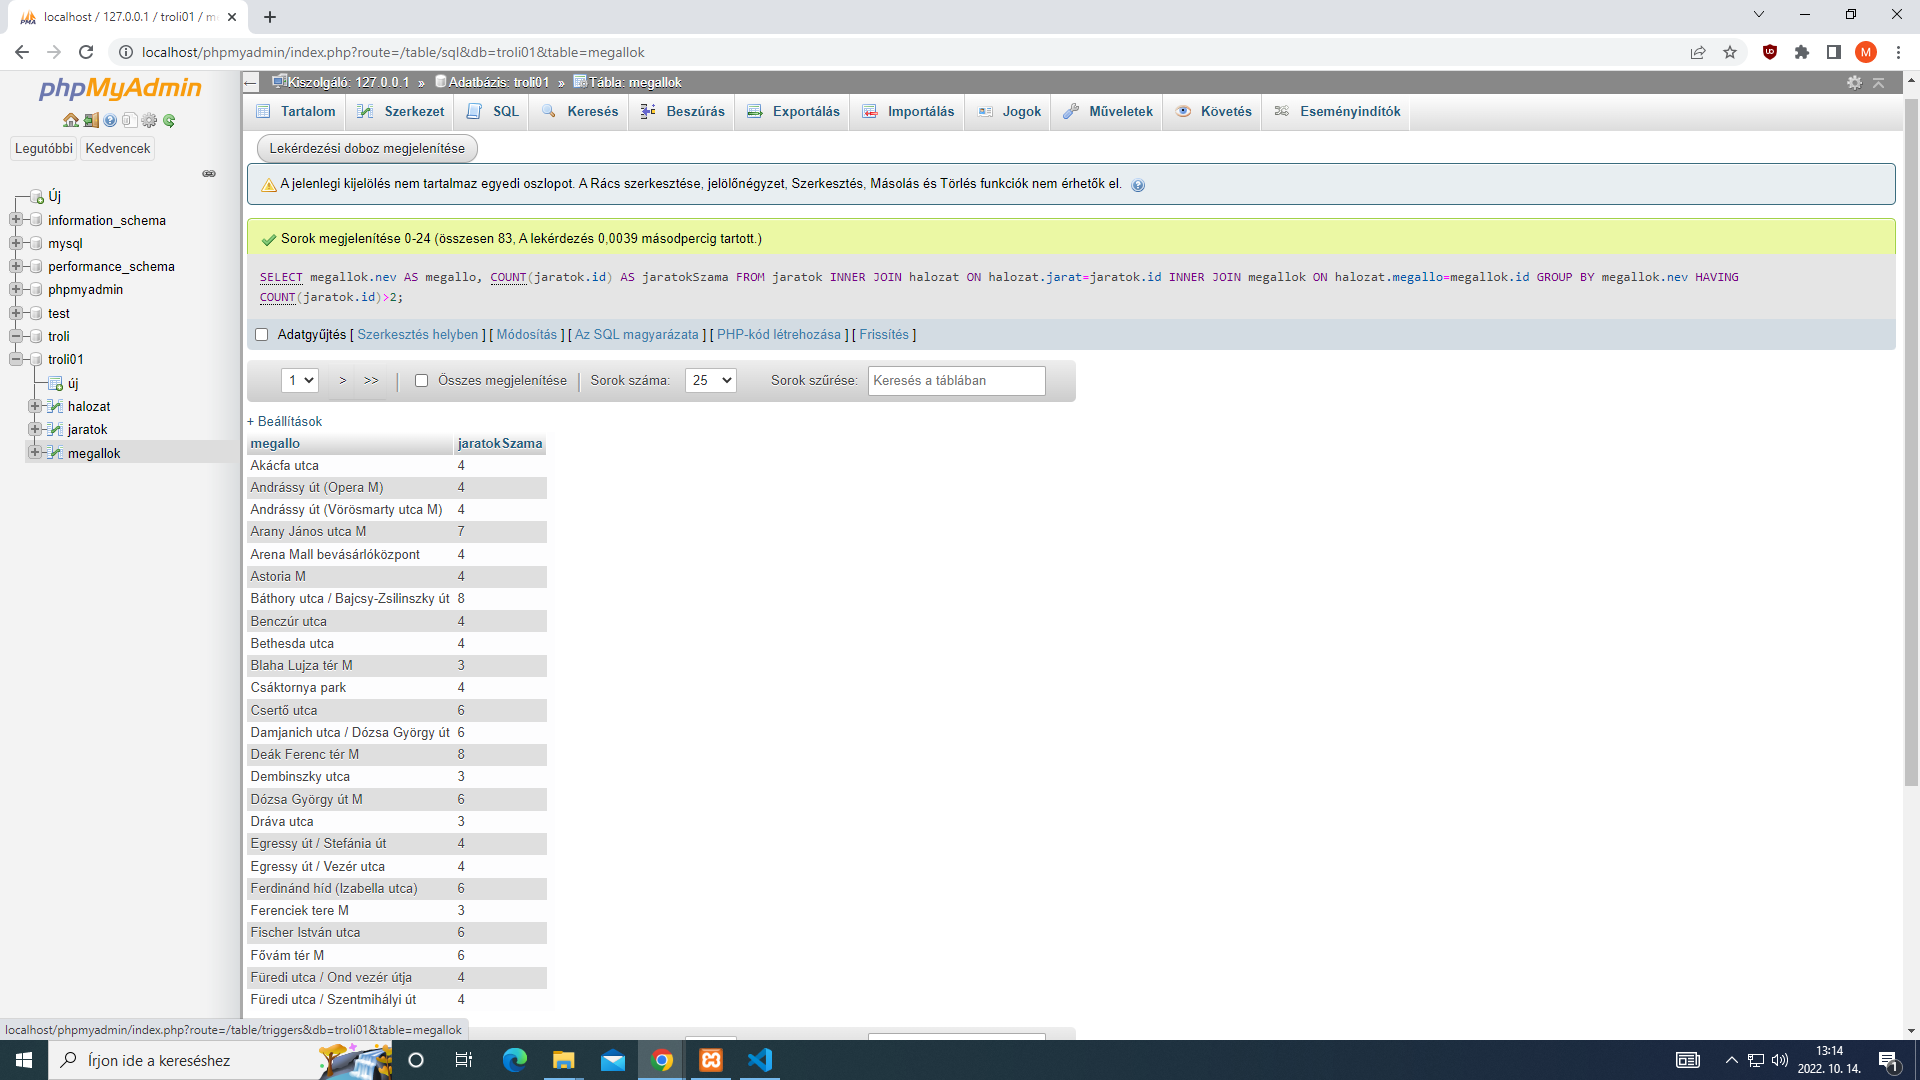 localhost / 127.0.0.1 / troli01 / m
localhost/phpmyadmin/index.php?route=/table/sql&db=troli01&table=megallok
M
phpMyAdmin
Legutóbbi
Kedvencek
Új
information_schema
mysql
performance_schema
phpmyadmin
test
troli
troli01
új
halozat
jaratok
megallok
Kiszolgáló: 127.0.0.1 » Adatbázis: troli01 » Tábla: megallok
Tartalom
Szerkezet
SQL
Keresés
Beszúrás
Exportálás
Importálás
Jogok
Műveletek
Követés
Eseményindítók
Lekérdezési doboz megjelenítése
A jelenlegi kijelölés nem tartalmaz egyedi oszlopot. A Rács szerkesztése, jelölőnégyzet, Szerkesztés, Másolás és Törlés funkciók nem érhetők el.
Sorok megjelenítése 0-24 (összesen 83, A lekérdezés 0,0039 másodpercig tartott.)
SELECT megallok.nev AS megallo, COUNT(jaratok.id) AS jaratokSzama FROM jaratok INNER JOIN halozat ON halozat.jarat=jaratok.id INNER JOIN megallok ON halozat.megallo=megallok.id GROUP BY megallok.nev HAVING
COUNT(jaratok.id)>2;
Adatgyűjtés [ Szerkesztés helyben ] [ Módosítás ] [ Az SQL magyarázata ] [ PHP-kód létrehozása ] [ Frissítés ]
1 > >> | Összes megjelenítése | Sorok száma: 25 Sorok szűrése: Keresés a táblában
+ Beállítások
megallo jaratokSzama
Akácfa utca 4
Andrássy út (Opera M) 4
Andrássy út (Vörösmarty utca M) 4
Arany János utca M 7
Arena Mall bevásárlóközpont 4
Astoria M 4
Báthory utca / Bajcsy-Zsilinszky út 8
Benczúr utca 4
Bethesda utca 4
Blaha Lujza tér M 3
Csáktornya park 4
Csertő utca 6
Damjanich utca / Dózsa György út 6
Deák Ferenc tér M 8
Dembinszky utca 3
Dózsa György út M 6
Dráva utca 3
Egressy út / Stefánia út 4
Egressy út / Vezér utca 4
Ferdinánd híd (Izabella utca) 6
Ferenciek tere M 3
Fischer István utca 6
Fővám tér M 6
Füredi utca / Ond vezér útja 4
Füredi utca / Szentmihályi út 4
localhost/phpmyadmin/index.php?route=/table/triggers&db=troli01&table=megallok
Írjon ide a kereséshez
13:14
2022. 10. 14.
1